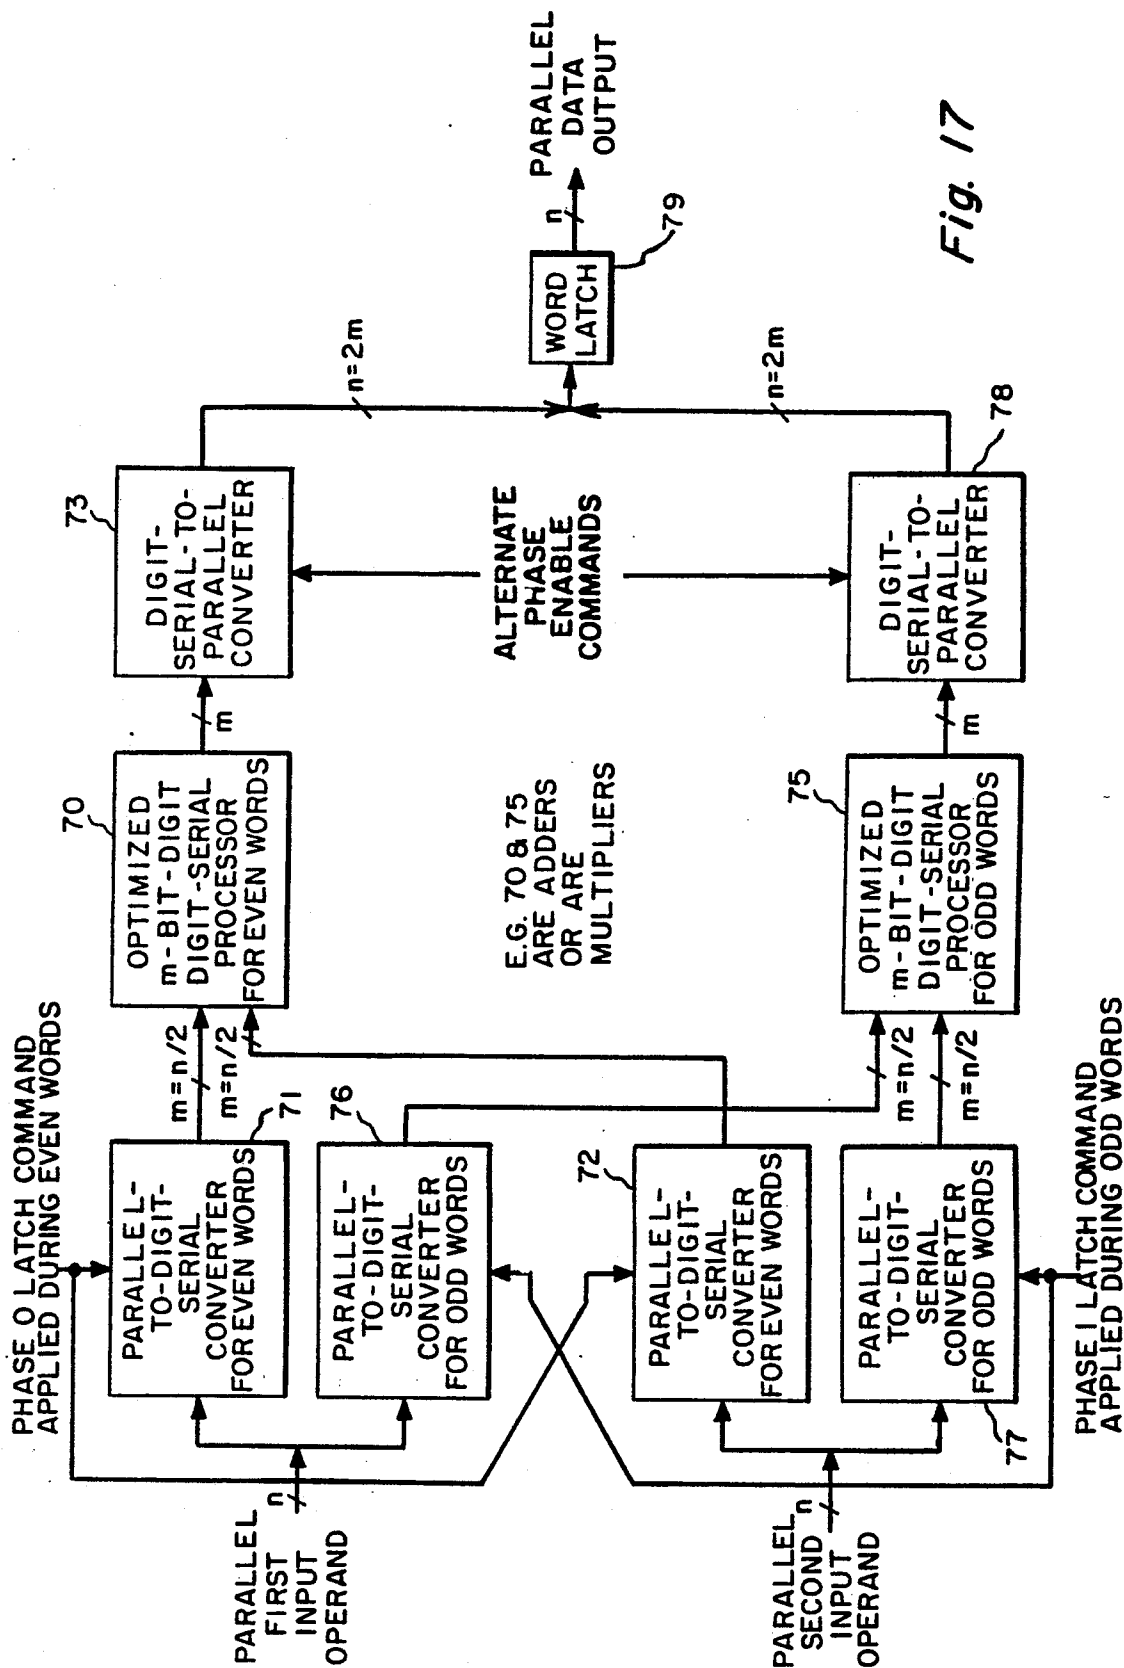 PHASE 0 LATCH COMMAND
APPLIED DURING EVEN WORDS
PARALLEL
FIRST
INPUT
OPERAND
n
PARALLEL-
TO-DIGIT-
SERIAL
CONVERTER
FOR EVEN WORDS
71
m=n/2
m=n/2
PARALLEL-
TO-DIGIT-
SERIAL
CONVERTER
FOR ODD WORDS
76
70
OPTIMIZED
m-BIT-DIGIT
DIGIT-SERIAL
PROCESSOR
FOR EVEN WORDS
m
73
DIGIT-
SERIAL-TO-
PARALLEL
CONVERTER
n=2m
E.G. 70 & 75
ARE ADDERS
OR ARE
MULTIPLIERS
ALTERNATE
PHASE
ENABLE
COMMANDS
WORD
LATCH
79
n
PARALLEL
DATA
OUTPUT
PARALLEL
SECOND
INPUT
OPERAND
n
72
PARALLEL-
TO-DIGIT-
SERIAL
CONVERTER
FOR EVEN WORDS
PARALLEL-
TO-DIGIT-
SERIAL
CONVERTER
FOR ODD WORDS
77
m=n/2
m=n/2
75
OPTIMIZED
m-BIT-DIGIT
DIGIT-SERIAL
PROCESSOR
FOR ODD WORDS
m
DIGIT-
SERIAL-TO-
PARALLEL
CONVERTER
78
n=2m
PHASE 1 LATCH COMMAND
APPLIED DURING ODD WORDS
Fig. 17